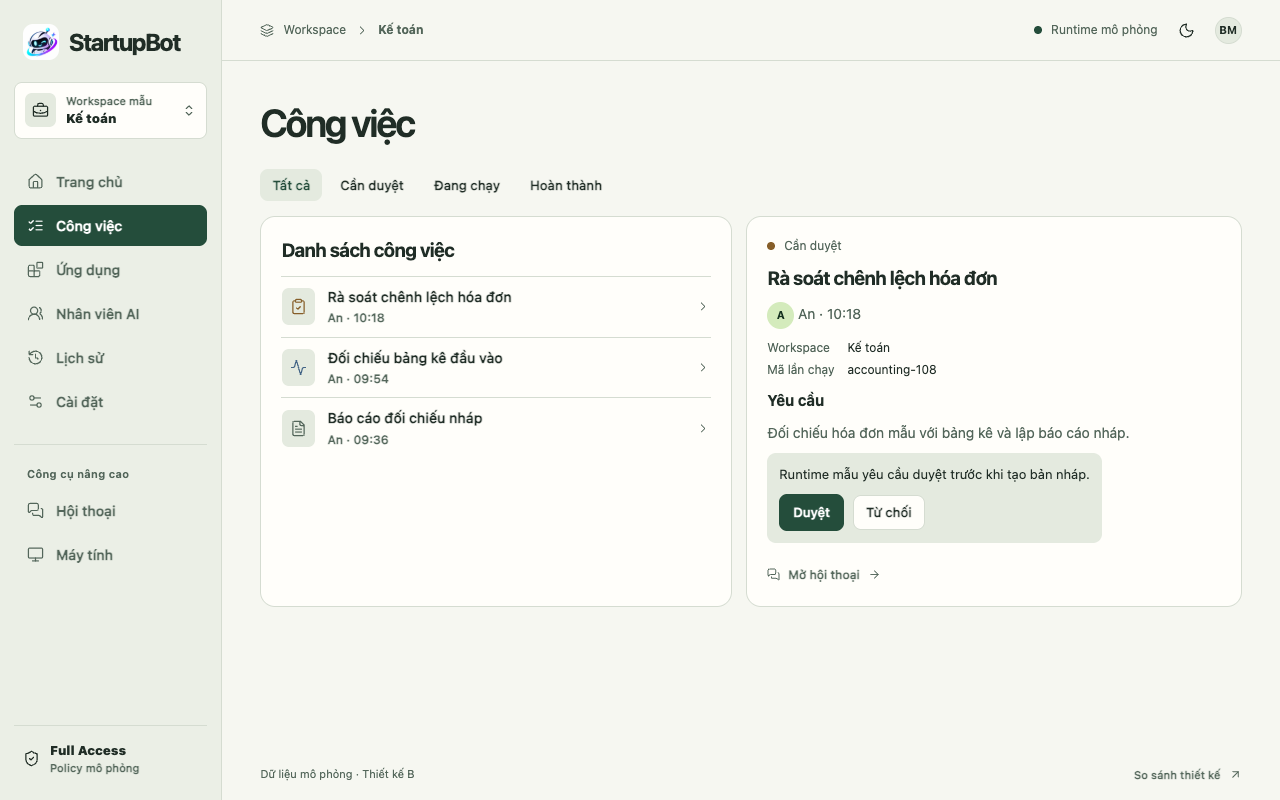 StartupBot
Workspace mẫu
Kế toán
Trang chủ
Công việc
Ứng dụng
Nhân viên AI
Lịch sử
Cài đặt
Công cụ nâng cao
Hội thoại
Máy tính
Full Access
Policy mô phỏng
Workspace
Kế toán
Runtime mô phỏng
BM
Công việc
Tất cả
Cần duyệt
Đang chạy
Hoàn thành
Danh sách công việc
Rà soát chênh lệch hóa đơn
An · 10:18
Đối chiếu bảng kê đầu vào
An · 09:54
Báo cáo đối chiếu nháp
An · 09:36
Cần duyệt
Rà soát chênh lệch hóa đơn
A An · 10:18
Workspace Kế toán
Mã lần chạy accounting-108
Yêu cầu
Đối chiếu hóa đơn mẫu với bảng kê và lập báo cáo nháp.
Runtime mẫu yêu cầu duyệt trước khi tạo bản nháp.
Duyệt
Từ chối
Mở hội thoại
Dữ liệu mô phỏng · Thiết kế B
So sánh thiết kế